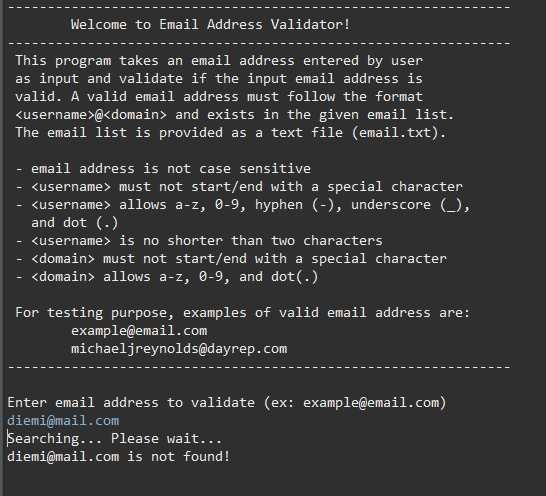 ---------------------------------------------------------------
Welcome to Email Address Validator!
---------------------------------------------------------------
This program takes an email address entered by user
as input and validate if the input email address is
valid. A valid email address must follow the format
<username>@<domain> and exists in the given email list.
The email list is provided as a text file (email.txt).
- email address is not case sensitive
- <username> must not start/end with a special character
- <username> allows a-z, 0-9, hyphen (-), underscore (_),
and dot (.)
- <username> is no shorter than two characters
- <domain> must not start/end with a special character
- <domain> allows a-z, 0-9, and dot(.)
For testing purpose, examples of valid email address are:
example@email.com
michaeljreynolds@dayrep.com
---------------------------------------------------------------
Enter email address to validate (ex: example@email.com)
diemi@mail.com
Searching... Please wait...
diemi@mail.com is not found!